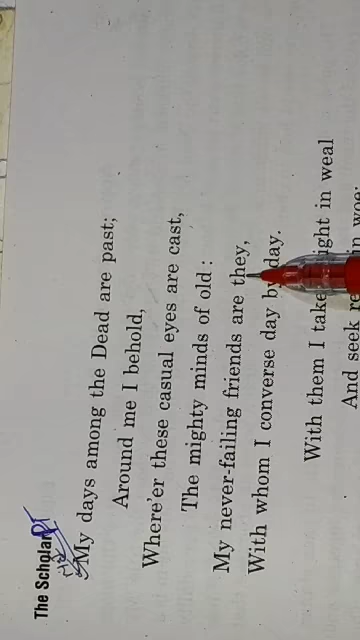 The Scholar
My days among the Dead are past;
Around me I behold,
Where'er these casual eyes are cast,
The mighty minds of old :
My never-failing friends are they,
With whom I converse day by day.
With them I take in weal
And seek